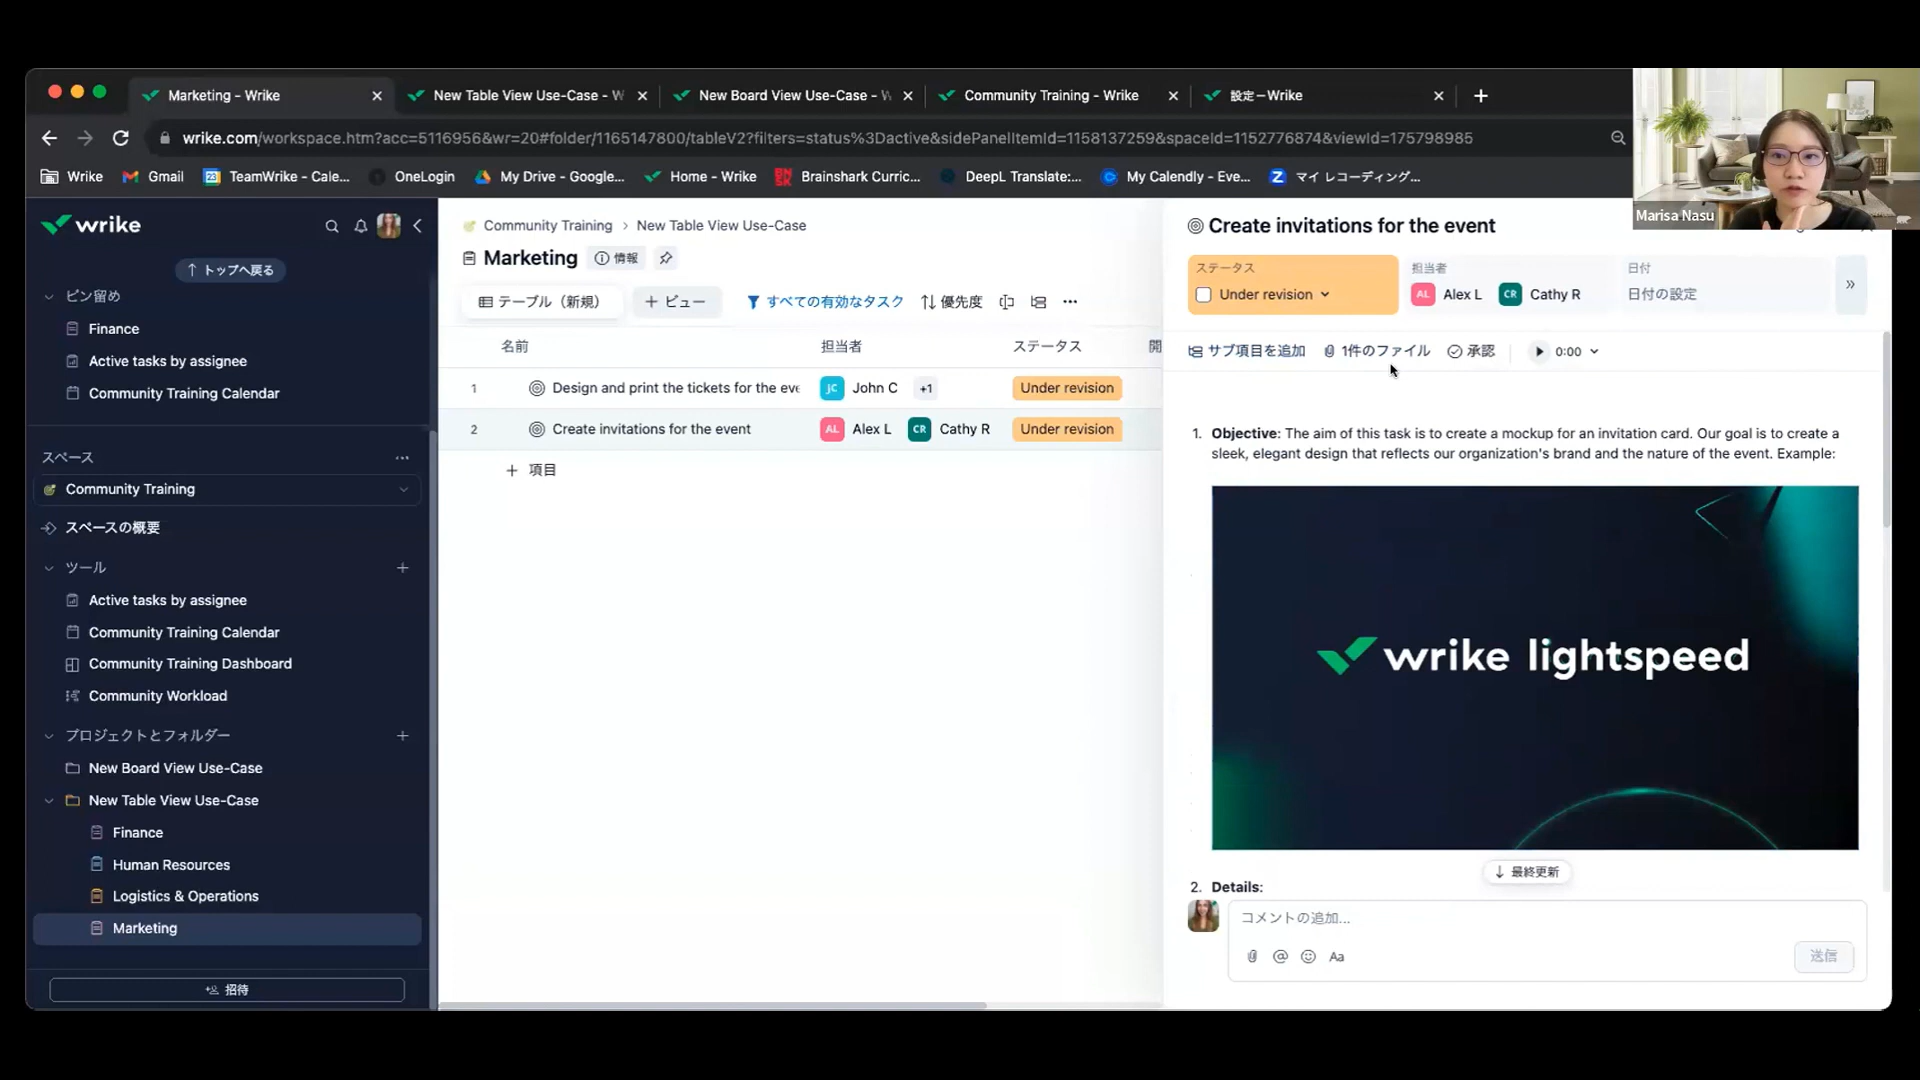 Marketing - Wrike
New Table View Use-Case - W
New Board View Use-Case - W
Community Training - Wrike
設定 – Wrike
wrike.com/workspace.htm?acc=5116956&wr=20#folder/1165147800/tableV2?filters=status%3Dactive&sidePanelItemId=1158137259&spaceId=1152776874&viewId=175798985
Wrike
Gmail
TeamWrike - Cale...
OneLogin
My Drive - Google...
Home - Wrike
Brainshark Curric...
DeepL Translate:...
My Calendly - Eve...
マイ レコーディング...
Marisa Nasu
wrike
↑ トップへ戻る
ピン留め
Finance
Active tasks by assignee
Community Training Calendar
スペース
Community Training
スペースの概要
ツール
Active tasks by assignee
Community Training Calendar
Community Training Dashboard
Community Workload
プロジェクトとフォルダー
New Board View Use-Case
New Table View Use-Case
Finance
Human Resources
Logistics & Operations
Marketing
招待
Community Training > New Table View Use-Case
Marketing
情報
テーブル（新規）
+ ビュー
すべての有効なタスク
優先度
名前 担当者 ステータス 開
1 Design and print the tickets for the eve JC John C +1 Under revision
2 Create invitations for the event AL Alex L CR Cathy R Under revision
+ 項目
Create invitations for the event
ステータス
Under revision
担当者
AL Alex L CR Cathy R
日付
日付の設定
サブ項目を追加
1件のファイル
承認
0:00
1. Objective: The aim of this task is to create a mockup for an invitation card. Our goal is to create a
sleek, elegant design that reflects our organization's brand and the nature of the event. Example:
wrike lightspeed
↓ 最終更新
2. Details:
コメントの追加...
@ Aa
送信